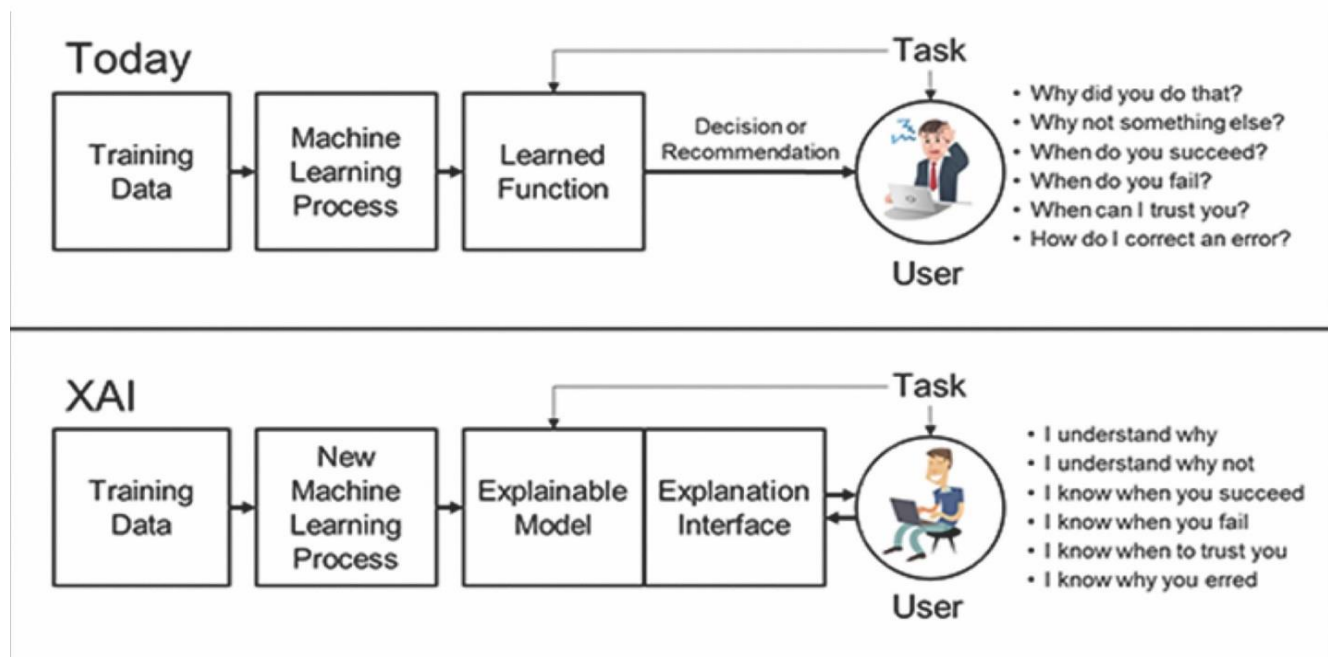 Today
Task
Training
Data
Machine
Learning
Process
Learned
Function
Decision or
Recommendation
User
• Why did you do that?
• Why not something else?
• When do you succeed?
• When do you fail?
• When can I trust you?
• How do I correct an error?
XAI
Task
Training
Data
New
Machine
Learning
Process
Explainable
Model
Explanation
Interface
User
• I understand why
• I understand why not
• I know when you succeed
• I know when you fail
• I know when to trust you
• I know why you erred